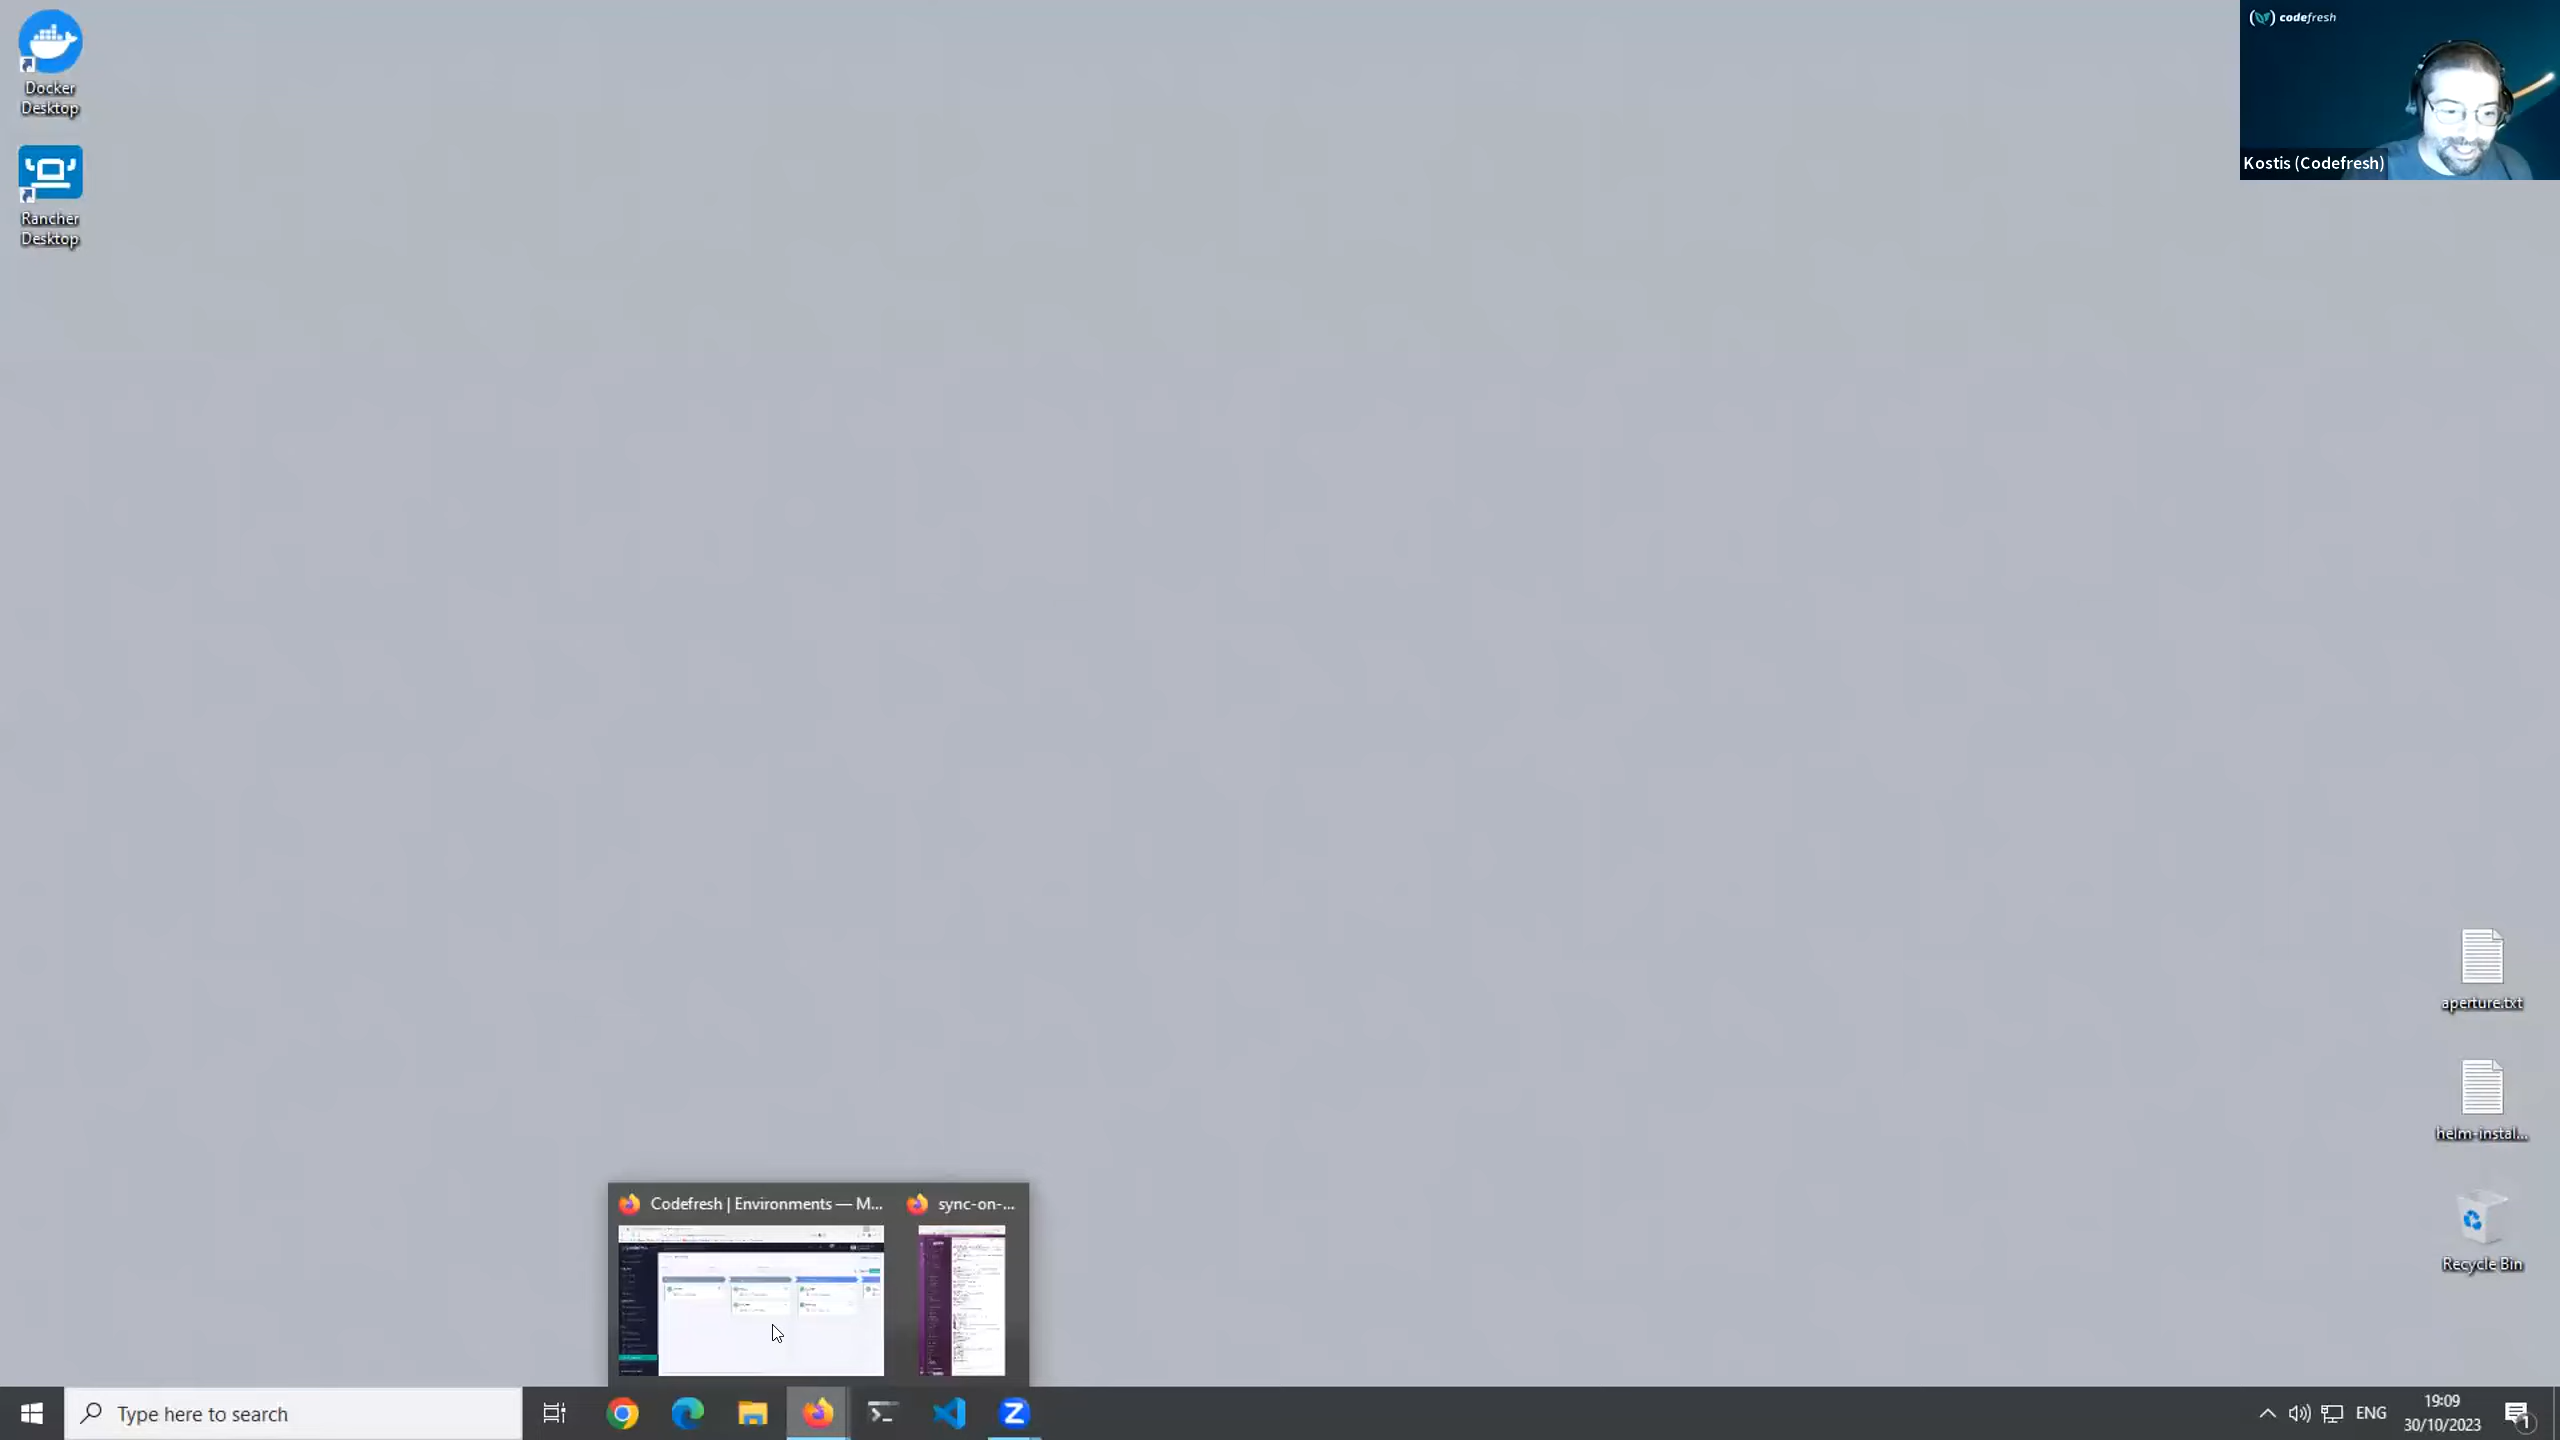 Docker
Desktop
Rancher
Desktop
codefresh
Kostis (Codefresh)
aperture.txt
helm-instal...
Recycle Bin
Codefresh | Environments — M...
sync-on-...
Type here to search
ENG
19:09
30/10/2023
1